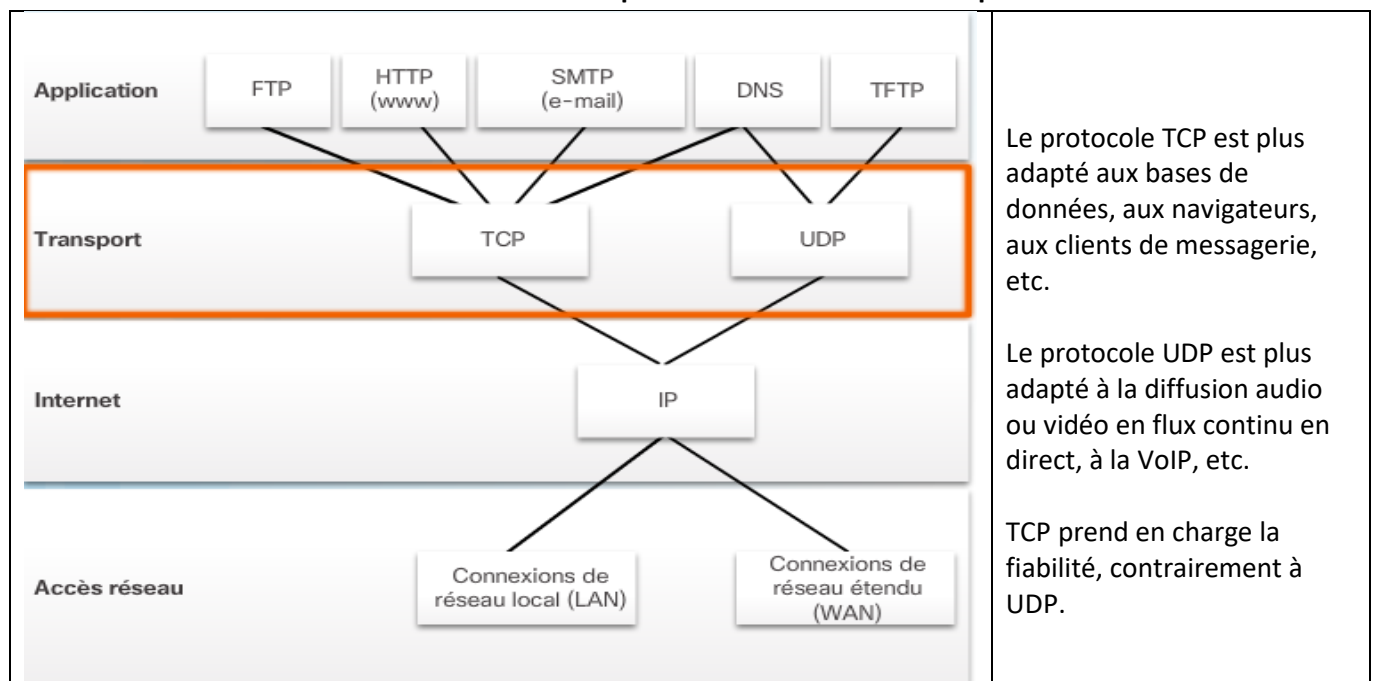 Application
FTP
HTTP
(www)
SMTP
(e-mail)
DNS
TFTP
Transport
TCP
UDP
Internet
IP
Accès réseau
Connexions de
réseau local (LAN)
Connexions de
réseau étendu
(WAN)
Le protocole TCP est plus
adapté aux bases de
données, aux navigateurs,
aux clients de messagerie,
etc.
Le protocole UDP est plus
adapté à la diffusion audio
ou vidéo en flux continu en
direct, à la VoIP, etc.
TCP prend en charge la
fiabilité, contrairement à
UDP.